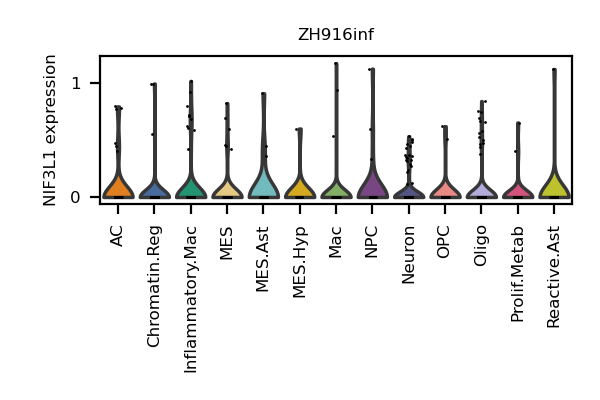 ZH916inf
NIF3L1 expression
1
0
AC
Chromatin.Reg
Inflammatory.Mac
MES
MES.Ast
MES.Hyp
Mac
NPC
Neuron
OPC
Oligo
Prolif.Metab
Reactive.Ast